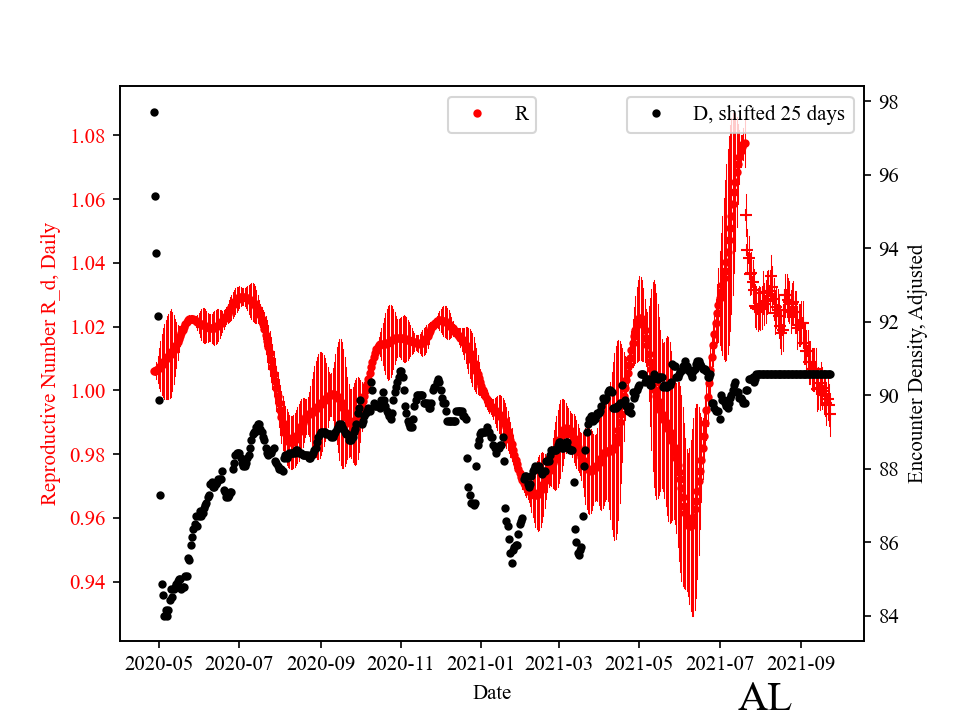 R
D, shifted 25 days
1.08
1.06
1.04
1.02
1.00
0.98
0.96
0.94
Reproductive Number R_d, Daily
98
96
94
92
90
88
86
84
Encounter Density, Adjusted
2020-05 2020-07 2020-09 2020-11 2021-01 2021-03 2021-05 2021-07 2021-09
Date
AL